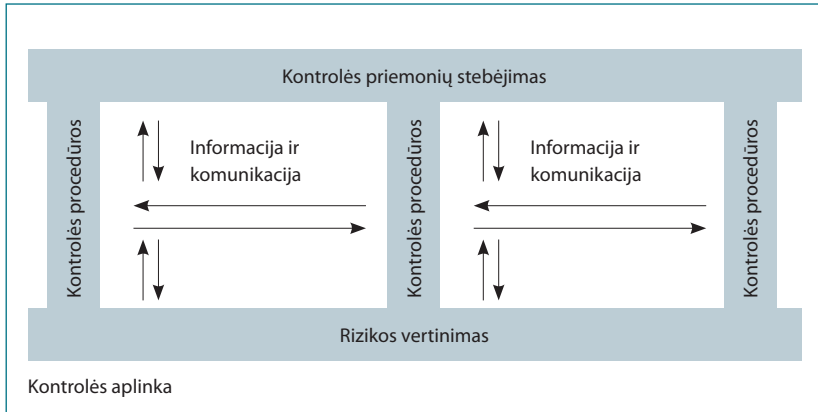 Kontrolės priemonių stebėjimas
Kontrolės procedūros
Informacija ir
komunikacija
Kontrolės procedūros
Informacija ir
komunikacija
Kontrolės procedūros
Rizikos vertinimas
Kontrolės aplinka